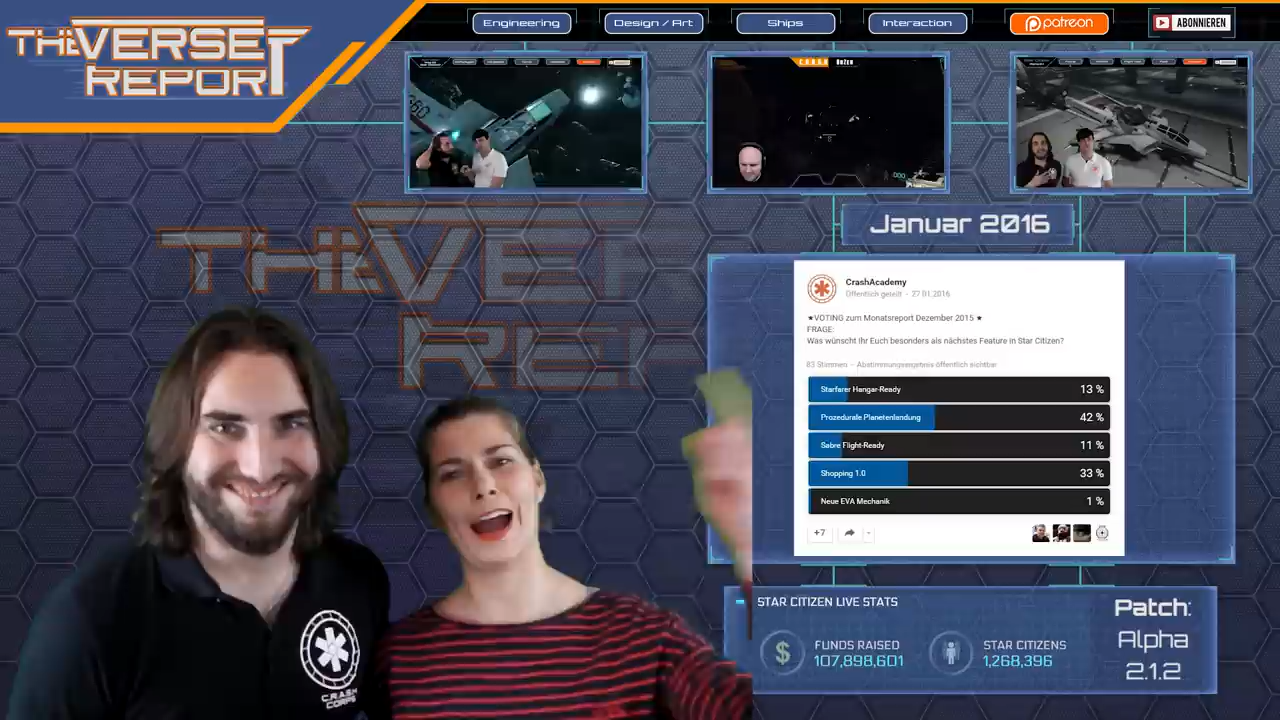 THE VERSE
REPORT
Engineering
Design / Art
Ships
Interaction
patreon
ABONNIEREN
THE VER
REP
Januar 2016
CrashAcademy
Öffentlich geteilt - 27.01.2016
★VOTING zum Monatsreport Dezember 2015 ★
FRAGE:
Was wünscht Ihr Euch besonders als nächstes Feature in Star Citizen?
83 Stimmen - Abstimmungsergebnis öffentlich sichtbar
Starfarer Hangar-Ready 13 %
Prozedurale Planetenlandung 42 %
Sabre Flight-Ready 11 %
Shopping 1.0 33 %
Neue EVA Mechanik 1 %
+7
STAR CITIZEN LIVE STATS
FUNDS RAISED
107,898,601
STAR CITIZENS
1,268,396
Patch:
Alpha
2.1.2
CRASH
CORPS